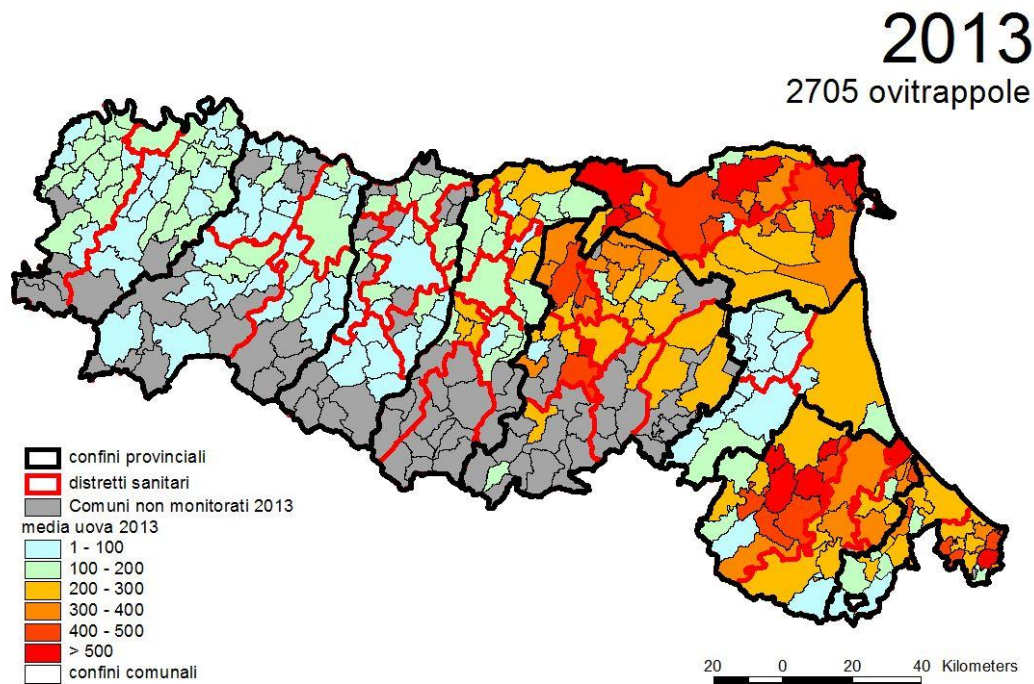 2013
2705 ovitrappole
confini provinciali
distretti sanitari
Comuni non monitorati 2013
media uova 2013
1 - 100
100 - 200
200 - 300
300 - 400
400 - 500
> 500
confini comunali
20 0 20 40 Kilometers